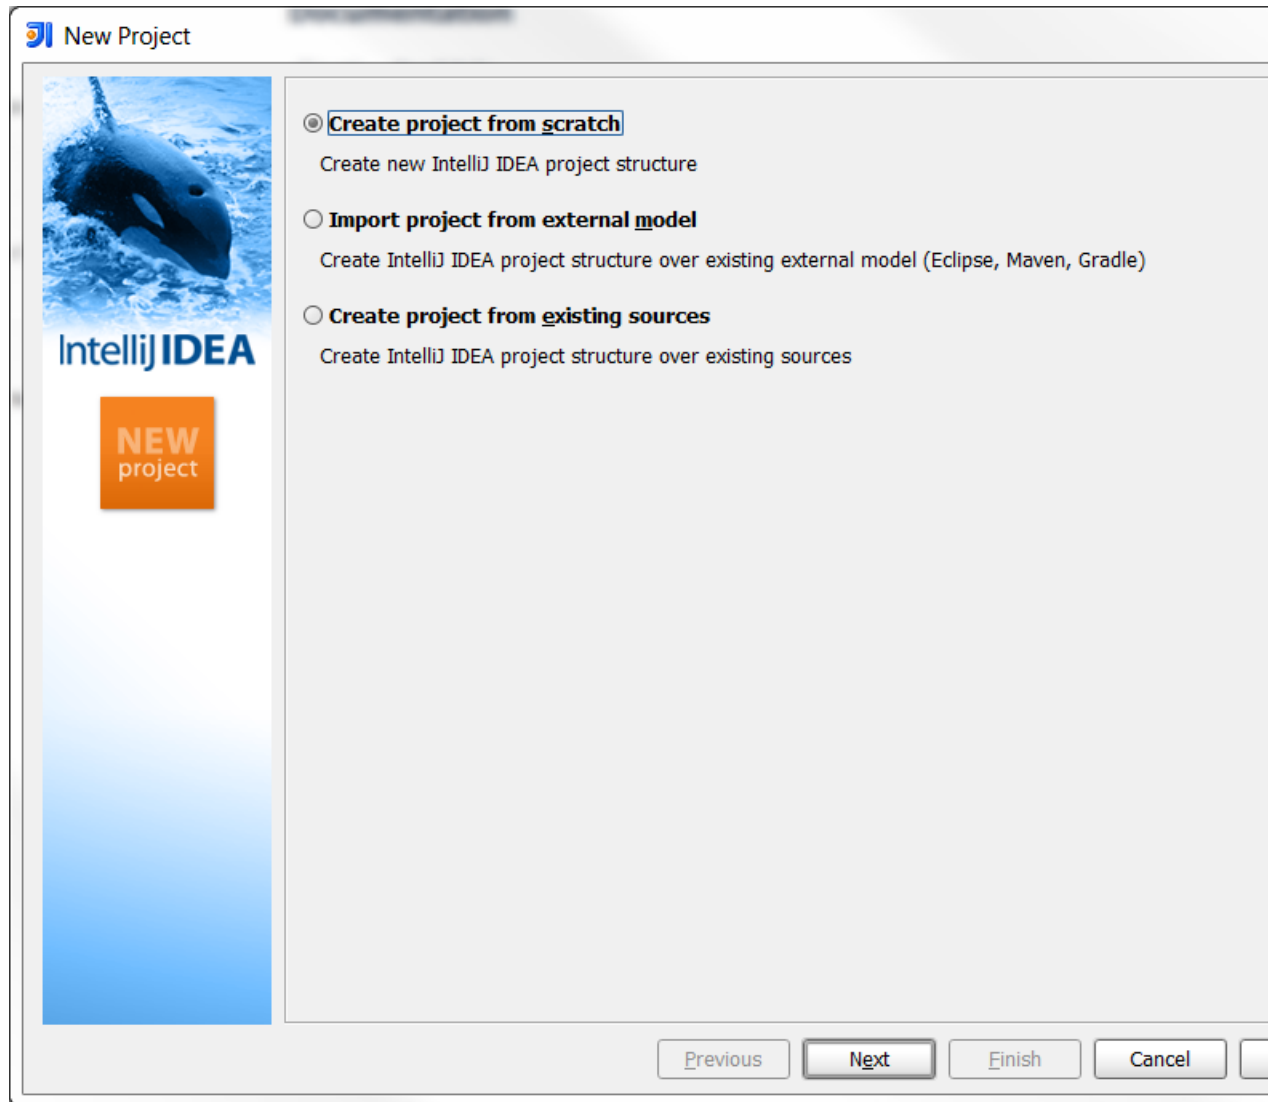 New Project
Create project from scratch
Create new IntelliJ IDEA project structure
Import project from external model
Create IntelliJ IDEA project structure over existing external model (Eclipse, Maven, Gradle)
Create project from existing sources
Create IntelliJ IDEA project structure over existing sources
IntelliJ IDEA
NEW
project
Previous
Next
Finish
Cancel